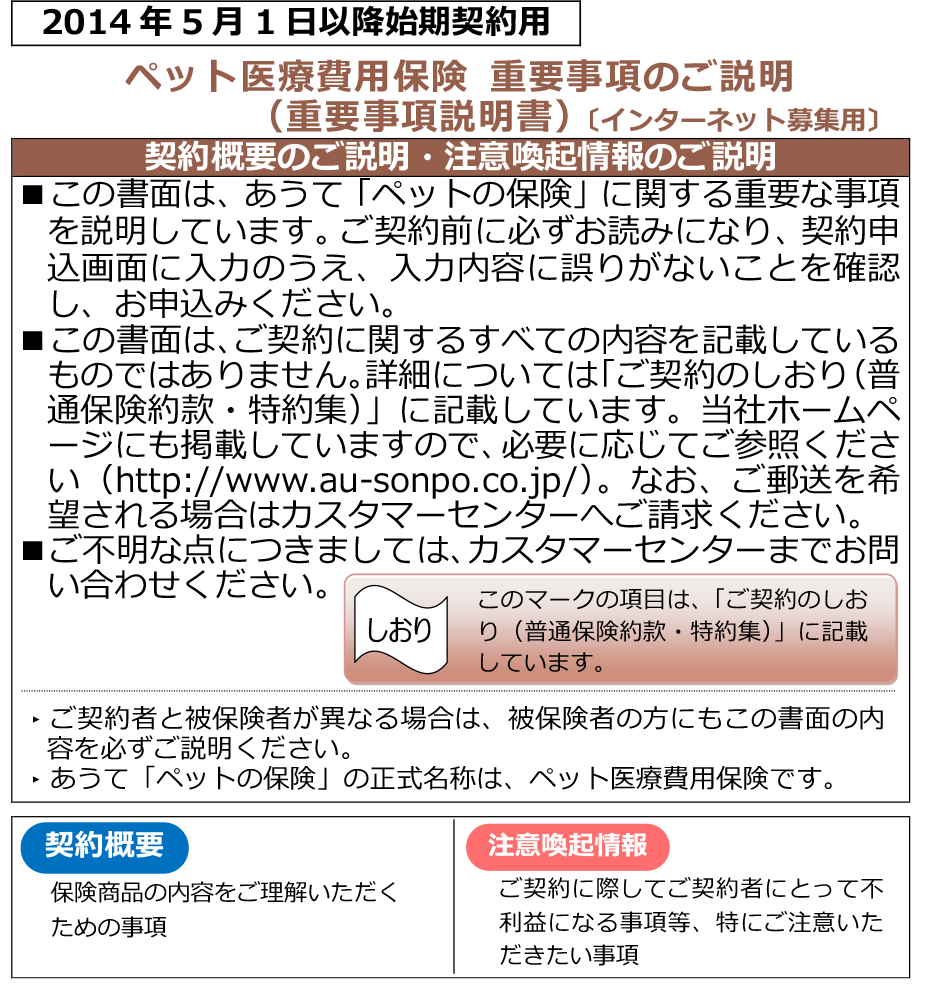 2014年5月1日以降始期契約用
ペット医療費用保険 重要事項のご説明
（重要事項説明書）〔インターネット募集用〕
契約概要のご説明・注意喚起情報のご説明
■この書面は、あうて「ペットの保険」に関する重要な事項
を説明しています。ご契約前に必ずお読みになり、契約申
込画面に入力のうえ、入力内容に誤りがないことを確認
し、お申込みください。
■この書面は、ご契約に関するすべての内容を記載している
ものではありません。詳細については「ご契約のしおり（普
通保険約款・特約集）」に記載しています。当社ホームペ
ージにも掲載していますので、必要に応じてご参照くださ
い（http://www.au-sonpo.co.jp/）。なお、ご郵送を希
望される場合はカスタマーセンターへご請求ください。
■ご不明な点につきましては、カスタマーセンターまでお問
い合わせください。
しおり
このマークの項目は、「ご契約のしお
り（普通保険約款・特約集）」に記載
しています。
‣ ご契約者と被保険者が異なる場合は、被保険者の方にもこの書面の内
容を必ずご説明ください。
‣ あうて「ペットの保険」の正式名称は、ペット医療費用保険です。
契約概要
保険商品の内容をご理解いただく
ための事項
注意喚起情報
ご契約に際してご契約者にとって不
利益になる事項等、特にご注意いた
だきたい事項